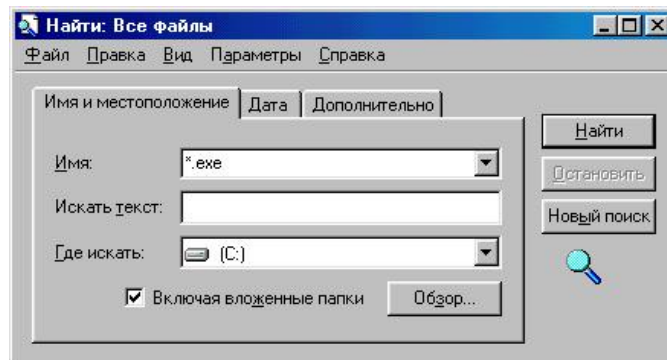 Найти: Все файлы
Файл Правка Вид Параметры Справка
Имя и местоположение Дата Дополнительно
Найти
Имя: *.exe
Остановить
Искать текст:
Новый поиск
Где искать: (C:)
Включая вложенные папки Обзор...